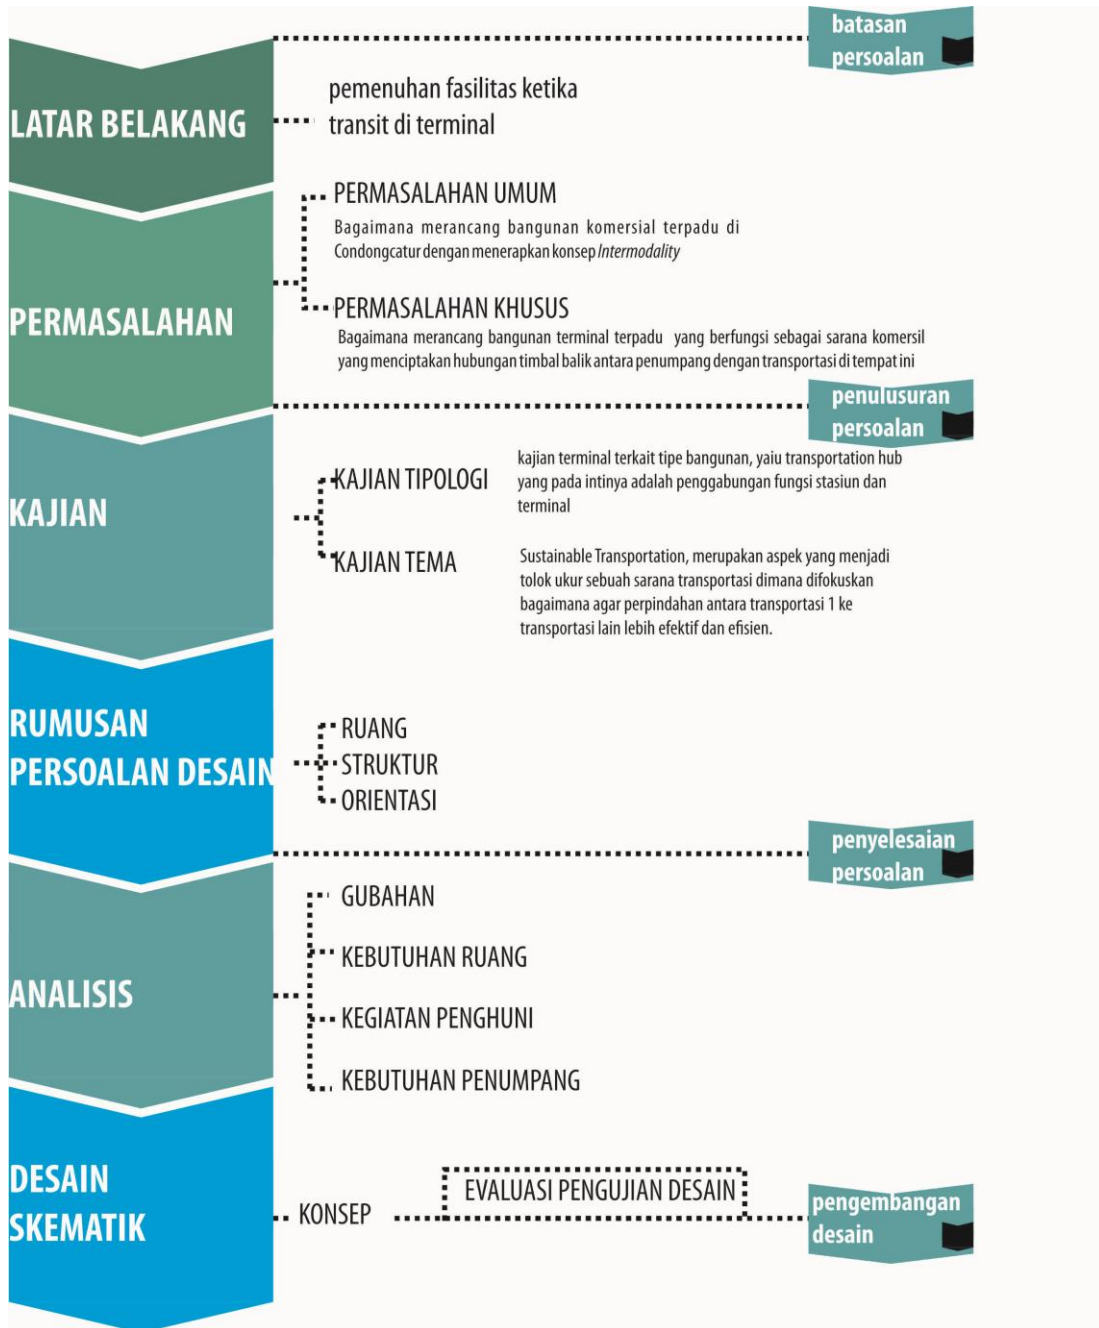 batasan
persoalan
LATAR BELAKANG
pemenuhan fasilitas ketika
transit di terminal
PERMASALAHAN
PERMASALAHAN UMUM
Bagaimana merancang bangunan komersial terpadu di
Condongcatur dengan menerapkan konsep Intermodality
PERMASALAHAN KHUSUS
Bagaimana merancang bangunan terminal terpadu yang berfungsi sebagai sarana komersil
yang menciptakan hubungan timbal balik antara penumpang dengan transportasi di tempat ini
penulusuran
persoalan
KAJIAN
KAJIAN TIPOLOGI
kajian terminal terkait tipe bangunan, yaiu transportation hub
yang pada intinya adalah penggabungan fungsi stasiun dan
terminal
KAJIAN TEMA
Sustainable Transportation, merupakan aspek yang menjadi
tolok ukur sebuah sarana transportasi dimana difokuskan
bagaimana agar perpindahan antara transportasi 1 ke
transportasi lain lebih efektif dan efisien.
RUMUSAN
PERSOALAN DESAIN
RUANG
STRUKTUR
ORIENTASI
penyelesaian
persoalan
ANALISIS
GUBAHAN
KEBUTUHAN RUANG
KEGIATAN PENGHUNI
KEBUTUHAN PENUMPANG
DESAIN
SKEMATIK
KONSEP
EVALUASI PENGUJIAN DESAIN
pengembangan
desain